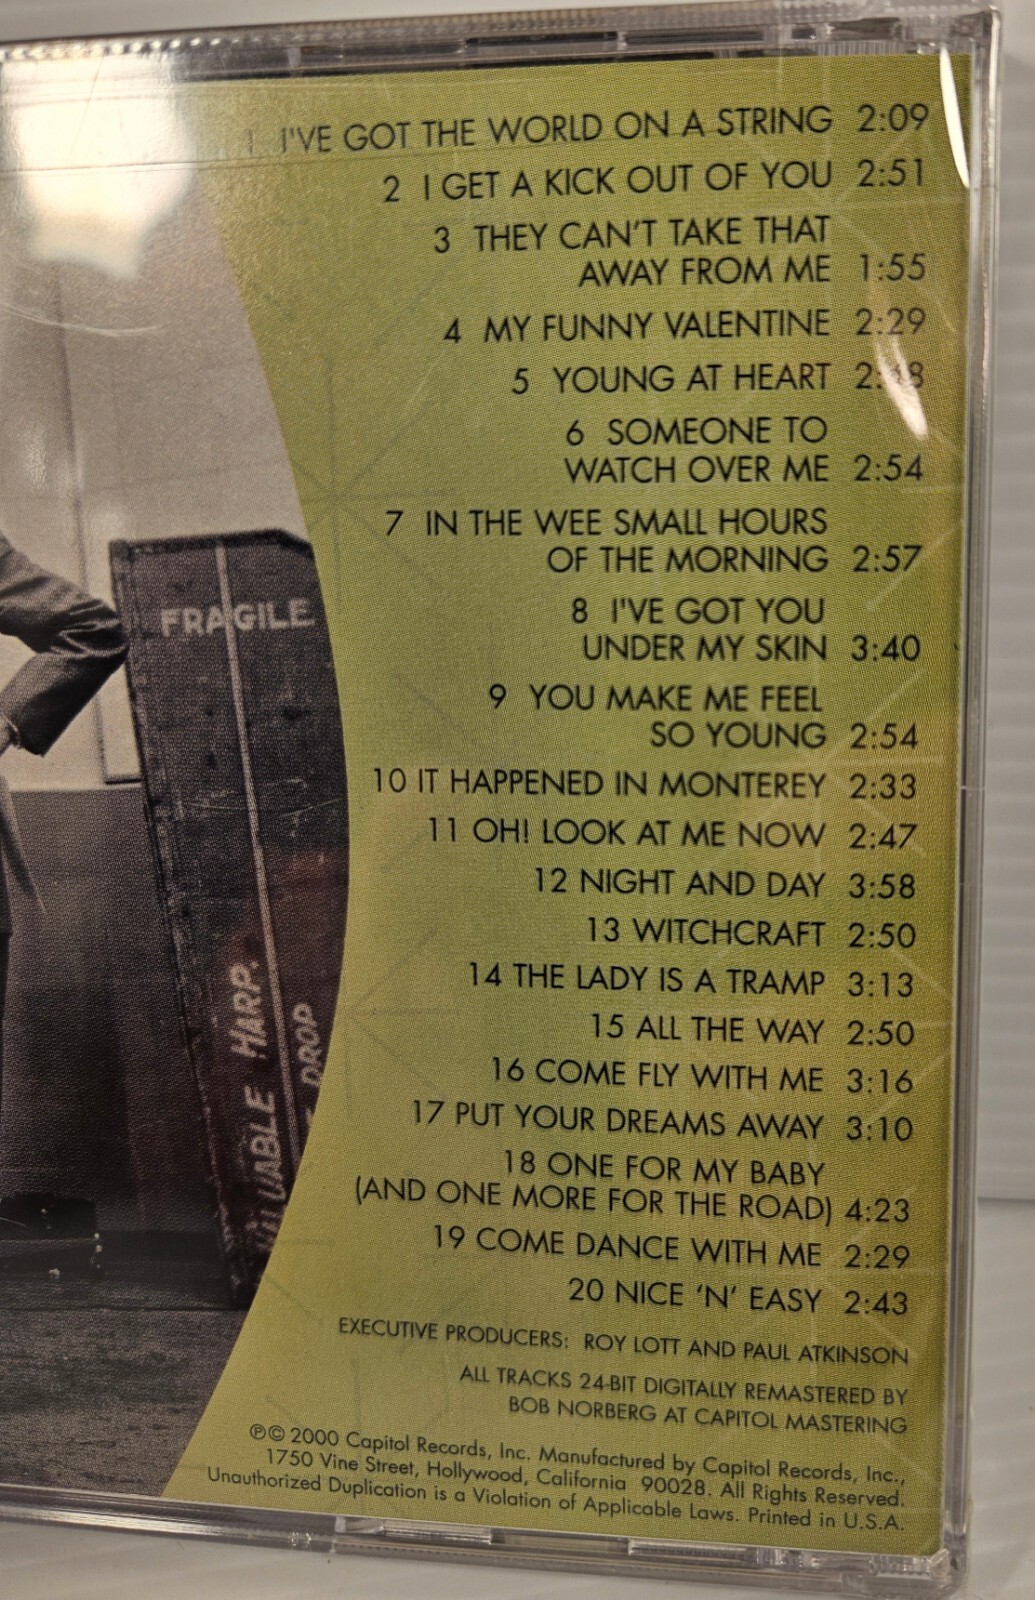 1 I'VE GOT THE WORLD ON A STRING 2:09
2 I GET A KICK OUT OF YOU 2:51
3 THEY CAN'T TAKE THAT
AWAY FROM ME 1:55
4 MY FUNNY VALENTINE 2:29
5 YOUNG AT HEART
6 SOMEONE TO
WATCH OVER ME 2:54
7 IN THE WEE SMALL HOURS
OF THE MORNING 2:57
8 I'VE GOT YOU
UNDER MY SKIN 3:40
9 YOU MAKE ME FEEL
SO YOUNG 2:54
10 IT HAPPENED IN MONTEREY 2:33
11 OH! LOOK AT ME NOW 2:47
12 NIGHT AND DAY 3:58
13 WITCHCRAFT 2:50
14 THE LADY IS A TRAMP 3:13
15 ALL THE WAY 2:50
16 COME FLY WITH ME 3:16
17 PUT YOUR DREAMS AWAY 3:10
18 ONE FOR MY BABY
(AND ONE MORE FOR THE ROAD) 4:23
19 COME DANCE WITH ME 2:29
20 NICE 'N' EASY 2:43
EXECUTIVE PRODUCERS: ROY LOTT AND PAUL ATKINSON
ALL TRACKS 24-BIT DIGITALLY REMASTERED BY
BOB NORBERG AT CAPITOL MASTERING
℗© 2000 Capitol Records, Inc. Manufactured by Capitol Records, Inc.,
1750 Vine Street, Hollywood, California 90028. All Rights Reserved.
Unauthorized Duplication is a Violation of Applicable Laws. Printed in U.S.A.
FRAGILE
VALUABLE HARP.
DROP